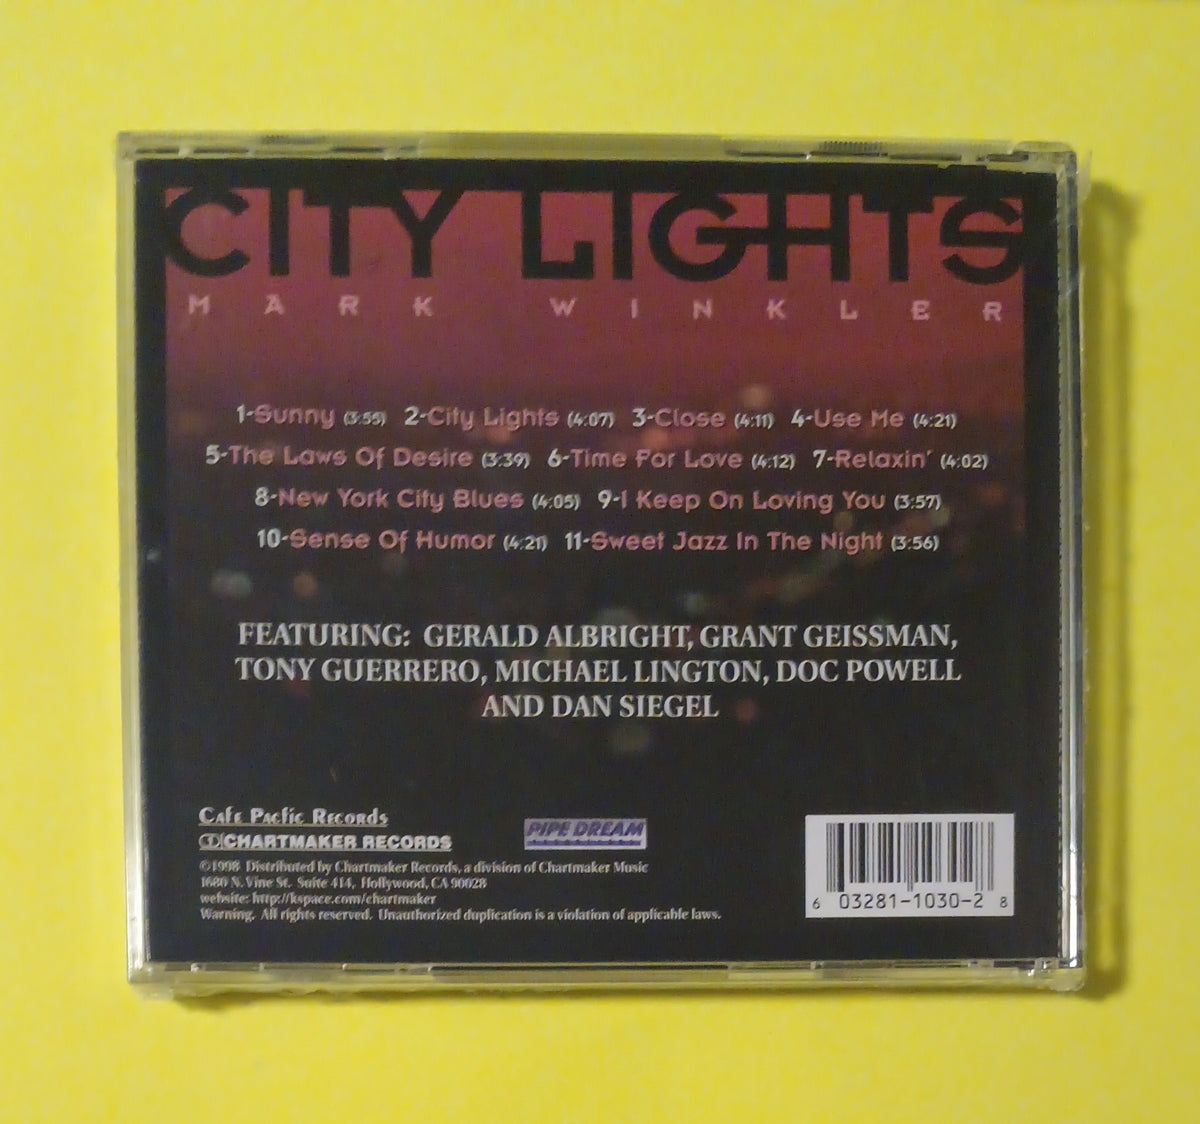 CITY LIGHTS
MARK WINKLER
1-Sunny (3:55) 2-City Lights (4:07) 3-Close (4:11) 4-Use Me (4:21)
5-The Laws Of Desire (3:39) 6-Time For Love (4:12) 7-Relaxin' (4:02)
8-New York City Blues (4:05) 9-I Keep On Loving You (3:57)
10-Sense Of Humor (4:21) 11-Sweet Jazz In The Night (3:56)
FEATURING: GERALD ALBRIGHT, GRANT GEISSMAN,
TONY GUERRERO, MICHAEL LINGTON, DOC POWELL
AND DAN SIEGEL
Cafe Pacific Records
CHARTMAKER RECORDS
PIPE DREAM
©1998 Distributed by Chartmaker Records, a division of Chartmaker Music
1680 N. Vine St. Suite 414, Hollywood, CA 90028
website: http://kspace.com/chartmaker
Warning. All rights reserved. Unauthorized duplication is a violation of applicable laws.
6 03281-1030-2 8